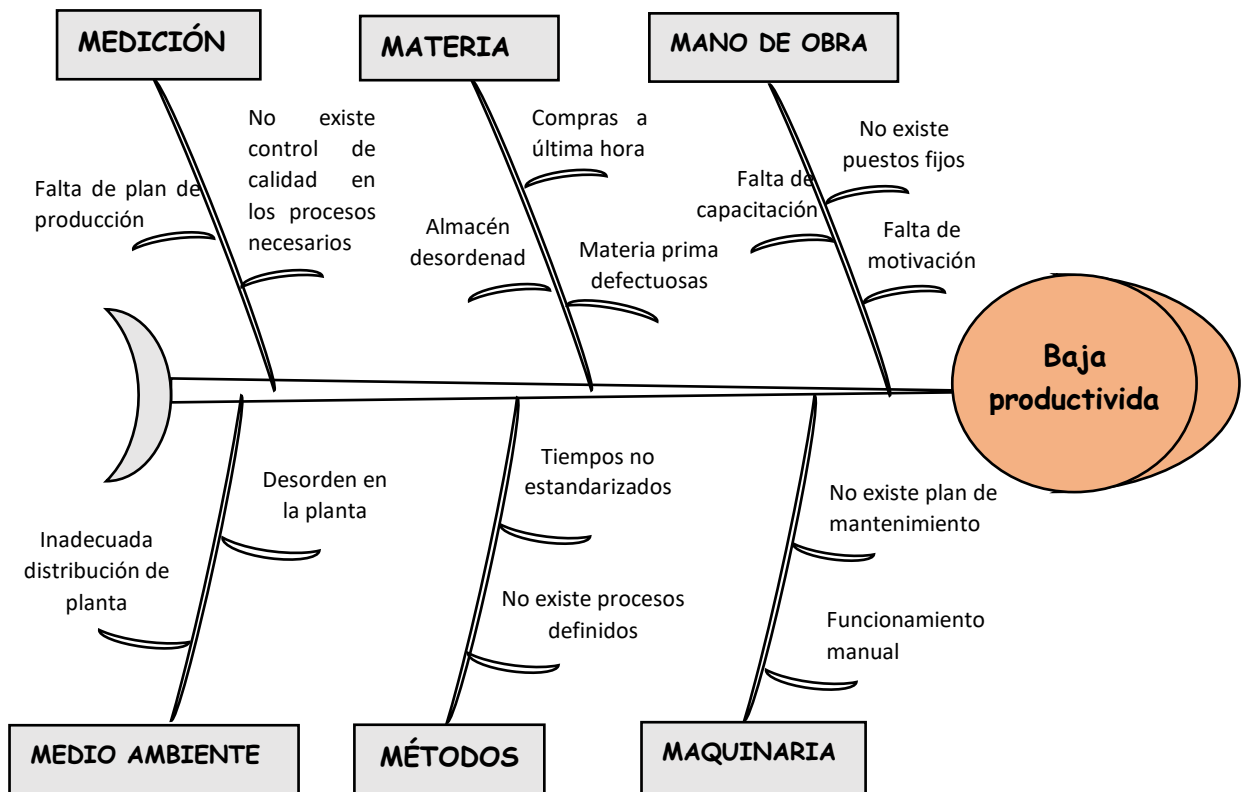 MEDICIÓN
MATERIA
MANO DE OBRA
No existe
control de
calidad en
los procesos
necesarios
Falta de plan de
producción
Compras a
última hora
Almacén
desordenad
Materia prima
defectuosas
No existe
puestos fijos
Falta de
capacitación
Falta de
motivación
Baja
productivida
Desorden en
la planta
Inadecuada
distribución de
planta
Tiempos no
estandarizados
No existe procesos
definidos
No existe plan de
mantenimiento
Funcionamiento
manual
MEDIO AMBIENTE
MÉTODOS
MAQUINARIA